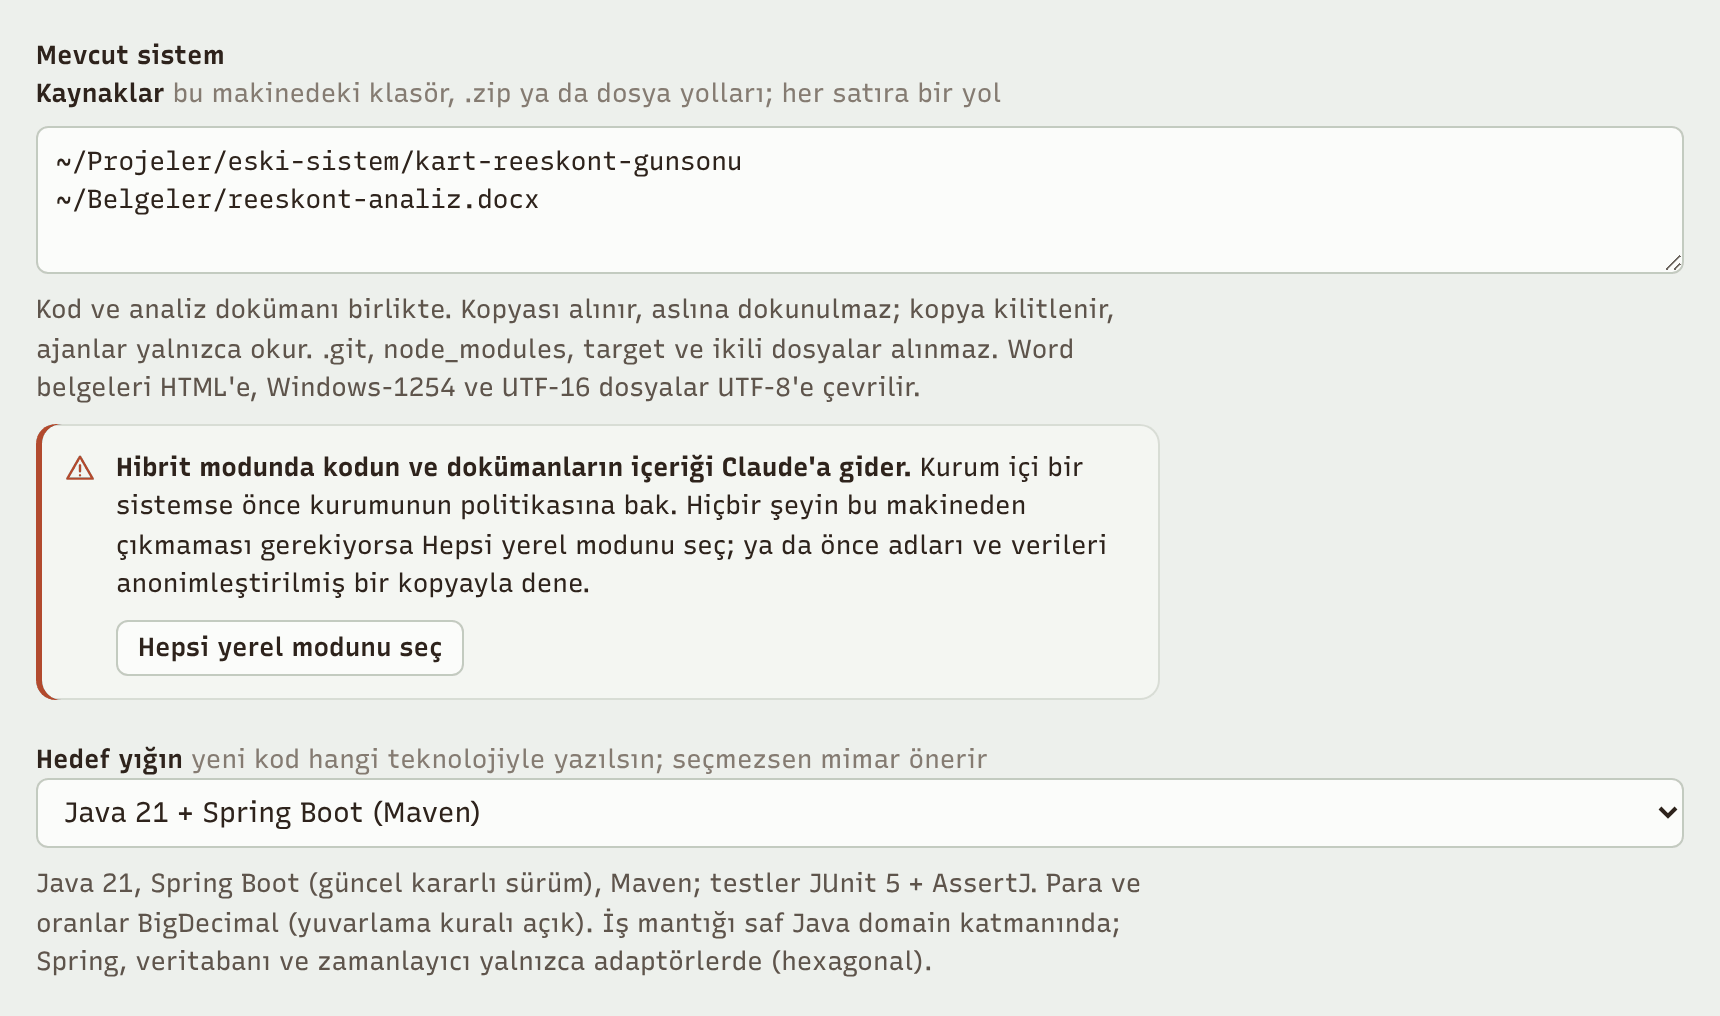 Mevcut sistem
Kaynaklar bu makinedeki klasör, .zip ya da dosya yolları; her satıra bir yol
~/Projeler/eski-sistem/kart-reeskont-gunsonu
~/Belgeler/reeskont-analiz.docx
Kod ve analiz dokümanı birlikte. Kopyası alınır, aslına dokunulmaz; kopya kilitlenir,
ajanlar yalnızca okur. .git, node_modules, target ve ikili dosyalar alınmaz. Word
belgeleri HTML'e, Windows-1254 ve UTF-16 dosyalar UTF-8'e çevrilir.
Hibrit modunda kodun ve dokümanların içeriği Claude'a gider. Kurum içi bir
sistemse önce kurumunun politikasına bak. Hiçbir şeyin bu makineden
çıkmaması gerekiyorsa Hepsi yerel modunu seç; ya da önce adları ve verileri
anonimleştirilmiş bir kopyayla dene.
Hepsi yerel modunu seç
Hedef yığın yeni kod hangi teknolojiyle yazılsın; seçmezsen mimar önerir
Java 21 + Spring Boot (Maven)
Java 21, Spring Boot (güncel kararlı sürüm), Maven; testler JUnit 5 + AssertJ. Para ve
oranlar BigDecimal (yuvarlama kuralı açık). İş mantığı saf Java domain katmanında;
Spring, veritabanı ve zamanlayıcı yalnızca adaptörlerde (hexagonal).